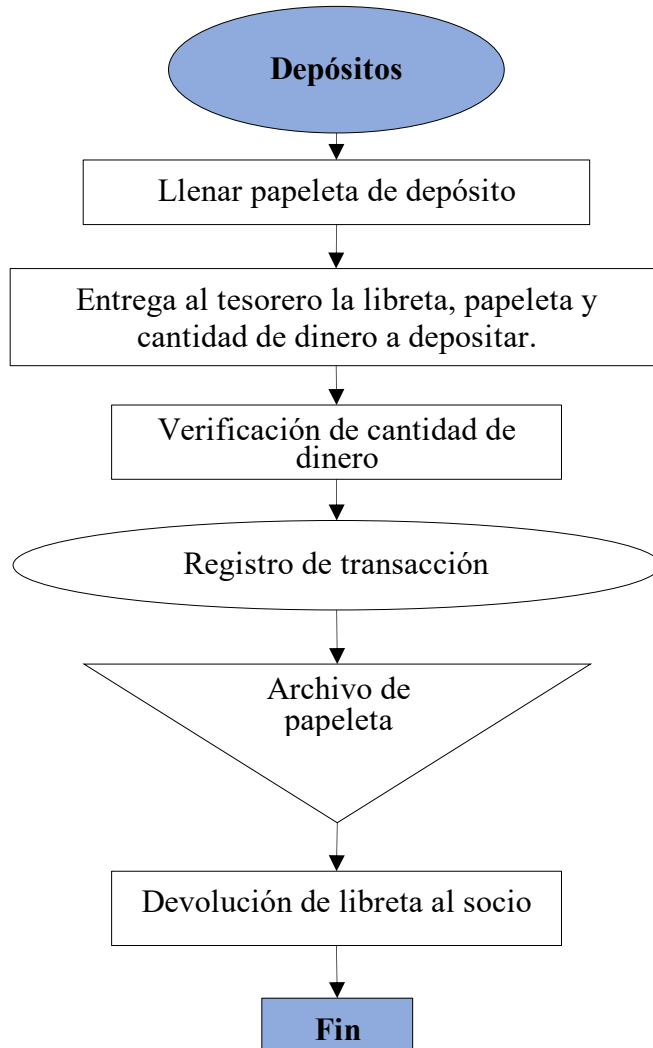 Depósitos
Llenar papeleta de depósito
Entrega al tesorero la libreta, papeleta y
cantidad de dinero a depositar.
Verificación de cantidad de
dinero
Registro de transacción
Archivo de
papeleta
Devolución de libreta al socio
Fin